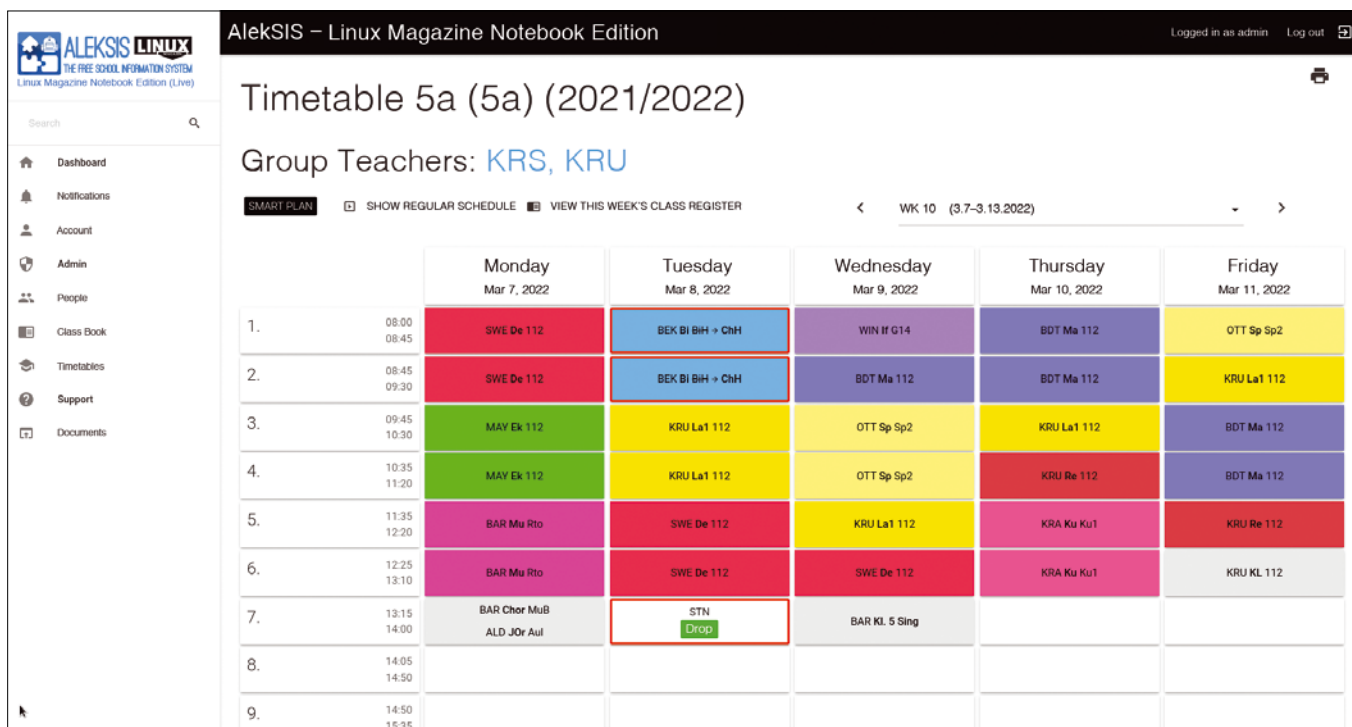 ALEKSIS LINUX
THE FREE SCHOOL INFORMATION SYSTEM
Linux Magazine Notebook Edition (Live)
AlekSIS – Linux Magazine Notebook Edition
Logged in as admin Log out
Search
Dashboard
Notifications
Account
Admin
People
Class Book
Timetables
Support
Documents
Timetable 5a (5a) (2021/2022)
Group Teachers: KRS, KRU
SMART PLAN SHOW REGULAR SCHEDULE VIEW THIS WEEK'S CLASS REGISTER
WK 10 (3.7–3.13.2022)
Monday Tuesday Wednesday Thursday Friday
Mar 7, 2022 Mar 8, 2022 Mar 9, 2022 Mar 10, 2022 Mar 11, 2022
1. 08:00 08:45 SWE De 112 BEK Bi BiH → ChH WIN If G14 BDT Ma 112 OTT Sp Sp2
2. 08:45 09:30 SWE De 112 BEK Bi BiH → ChH BDT Ma 112 BDT Ma 112 KRU La1 112
3. 09:45 10:30 MAY Ek 112 KRU La1 112 OTT Sp Sp2 KRU La1 112 BDT Ma 112
4. 10:35 11:20 MAY Ek 112 KRU La1 112 OTT Sp Sp2 KRU Re 112 BDT Ma 112
5. 11:35 12:20 BAR Mu Rto SWE De 112 KRU La1 112 KRA Ku Ku1 KRU Re 112
6. 12:25 13:10 BAR Mu Rto SWE De 112 SWE De 112 KRA Ku Ku1 KRU KL 112
7. 13:15 14:00 BAR Chor MuB ALD JOr Aul STN Drop BAR Kl. 5 Sing
8. 14:05 14:50
9. 14:50 15:35